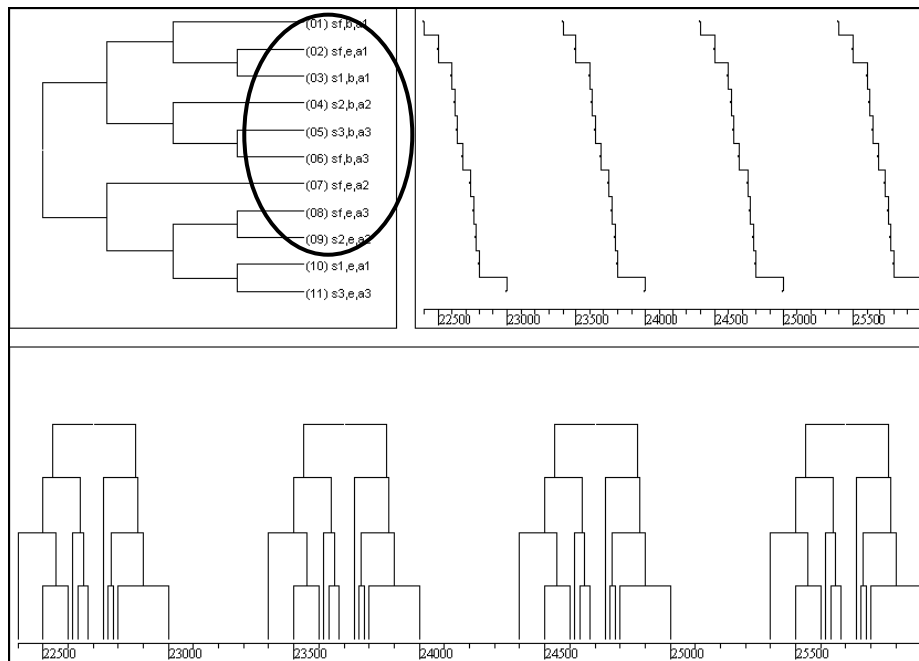 (01) sf,b,a1
(02) sf,e,a1
(03) s1,b,a1
(04) s2,b,a2
(05) s3,b,a3
(06) sf,b,a3
(07) sf,e,a2
(08) sf,e,a3
(09) s2,e,a2
(10) s1,e,a1
(11) s3,e,a3
22500 23000 23500 24000 24500 25000 25500
22500 23000 23500 24000 24500 25000 25500